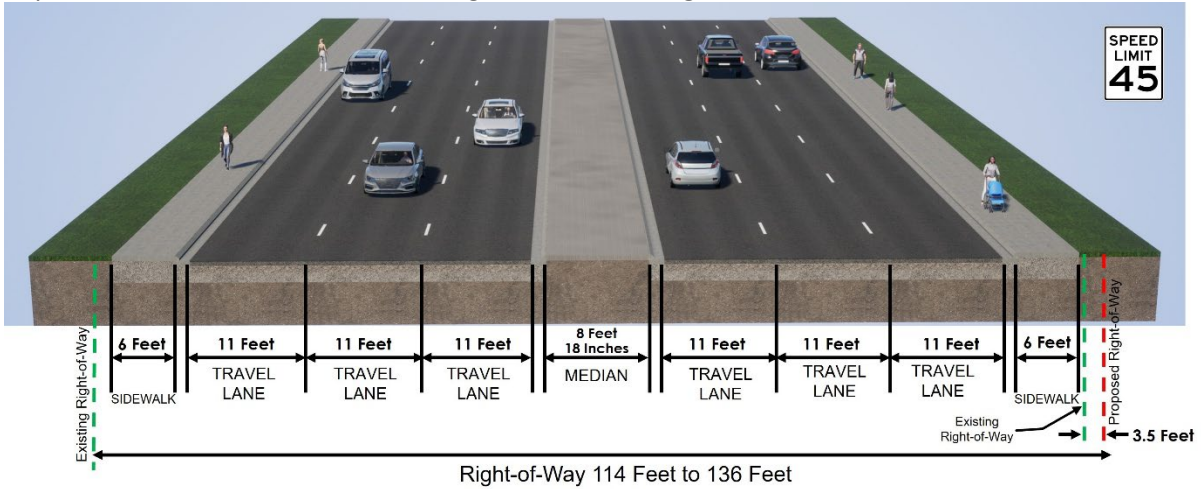 SPEED
LIMIT
45
Existing Right-of-Way
6 Feet
SIDEWALK
11 Feet
TRAVEL
LANE
11 Feet
TRAVEL
LANE
11 Feet
TRAVEL
LANE
8 Feet
18 Inches
MEDIAN
11 Feet
TRAVEL
LANE
11 Feet
TRAVEL
LANE
11 Feet
TRAVEL
LANE
6 Feet
SIDEWALK
Existing
Right-of-Way
Proposed Right-of-Way
3.5 Feet
Right-of-Way 114 Feet to 136 Feet